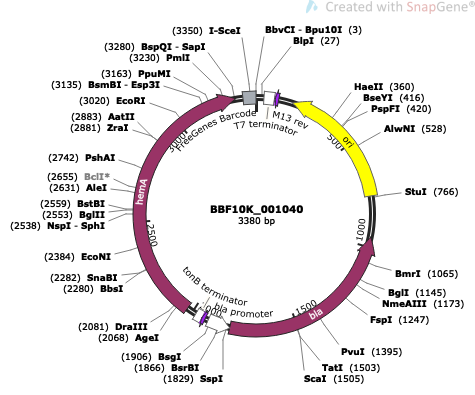 Created with SnapGene®
(3350) I-SceI
BbvCI - BpuI0I (3)
BlpI (27)
(3280) BspQI - SapI
(3230) PmlI
(3163) PpuMI
(3135) BsmBI - Esp3I
(3020) EcoRI
(2883) AatII
(2881) ZraI
(2742) PshAI
(2655) BclI*
(2631) AleI
(2559) BstBI
(2553) BglII
(2538) NspI - SphI
(2384) EcoNI
(2282) SnaBI
(2280) BbsI
(2081) DraIII
(2068) AgeI
(1906) BsgI
(1866) BsrBI
(1829) SspI
HaeII (360)
BseYI (416)
PspFI (420)
AlwNI (528)
StuI (766)
BmrI (1065)
BglI (1145)
NmeAIII (1173)
FspI (1247)
PvuI (1395)
TatI (1503)
ScaI (1505)
FreeGenes Barcode
T7 terminator
M13 rev
ori
hemA
bla
tonB terminator
bla promoter
500
1000
1500
2000
2500
3000
BBF10K_001040
3380 bp